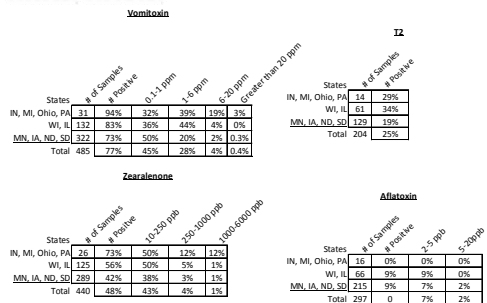 Vomitoxin
States # of Samples # Positive 0.1-1 ppm 1-6 ppm 6-20 ppm Greater than 20 ppm
IN, MI, Ohio, PA 31 94% 32% 39% 19% 3%
WI, IL 132 83% 36% 44% 4% 0%
MN, IA, ND, SD 322 73% 50% 20% 2% 0.3%
Total 485 77% 45% 28% 4% 0.4%
T2
States # of Samples # Positive
IN, MI, Ohio, PA 14 29%
WI, IL 61 34%
MN, IA, ND, SD 129 19%
Total 204 25%
Zearalenone
States # of Samples # Positve 10-250 ppb 250-1000 ppb 1000-6000 ppb
IN, MI, Ohio, PA 26 73% 50% 12% 12%
WI, IL 125 56% 50% 5% 1%
MN, IA, ND, SD 289 42% 38% 3% 1%
Total 440 48% 43% 4% 1%
Aflatoxin
States # of Samples # Positive 2-5 ppb 5-20ppb
IN, MI, Ohio, PA 16 0% 0% 0%
WI, IL 66 9% 9% 0%
MN, IA, ND, SD 215 9% 7% 2%
Total 297 0 7% 2%